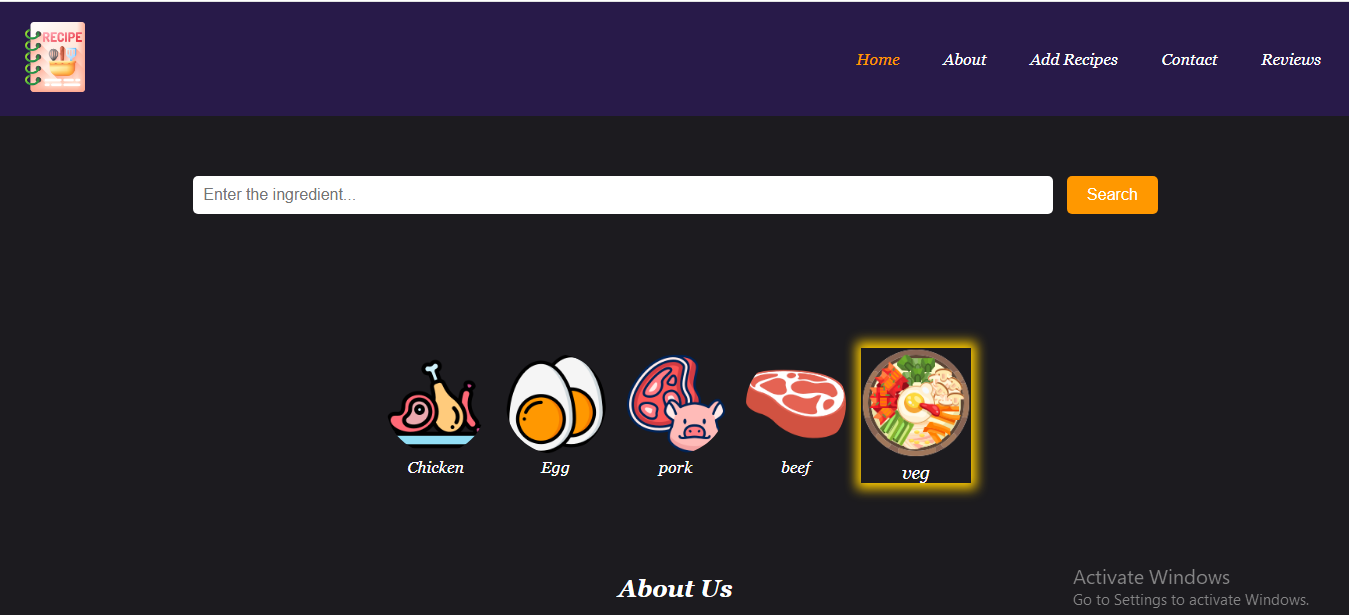 RECIPE
Home About Add Recipes Contact Reviews
Enter the ingredient...
Search
Chicken Egg pork beef veg
About Us
Activate Windows
Go to Settings to activate Windows.